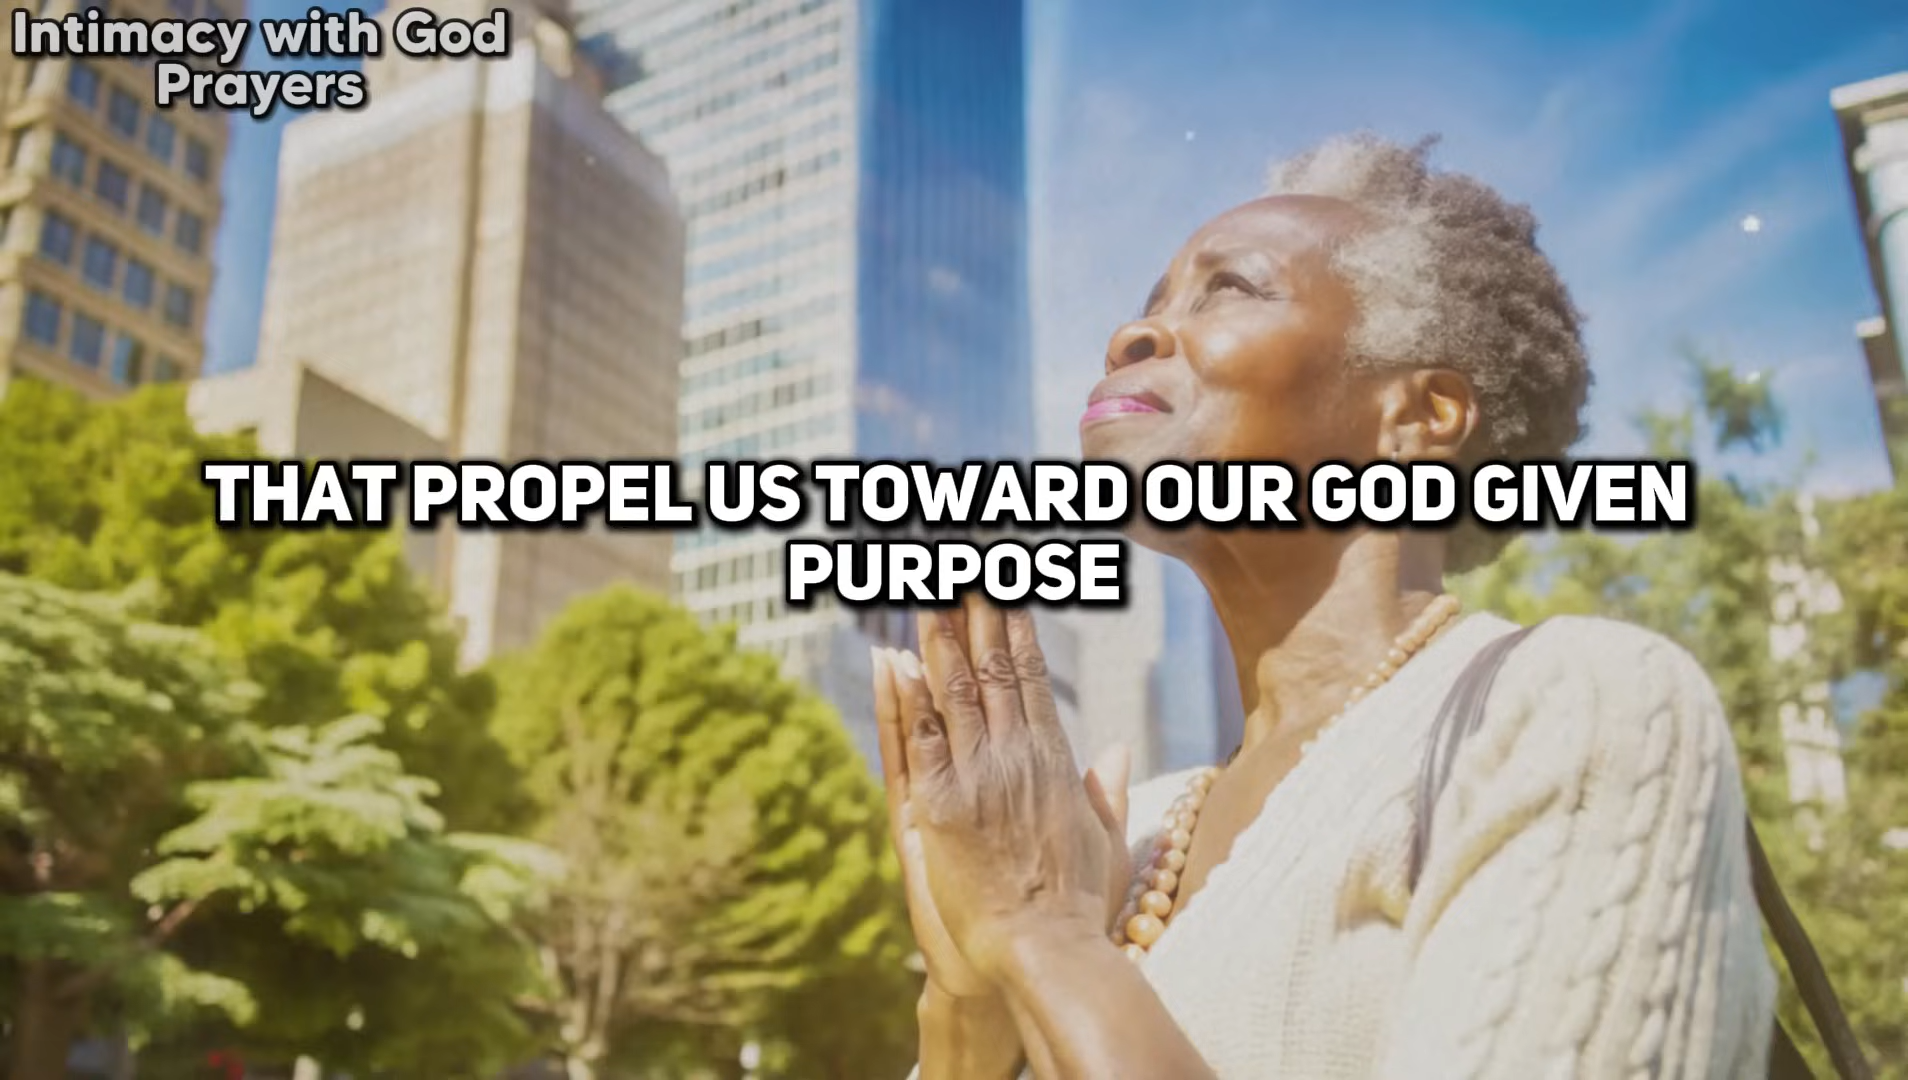 Intimacy with God
Prayers
THAT PROPEL US TOWARD OUR GOD GIVEN
PURPOSE